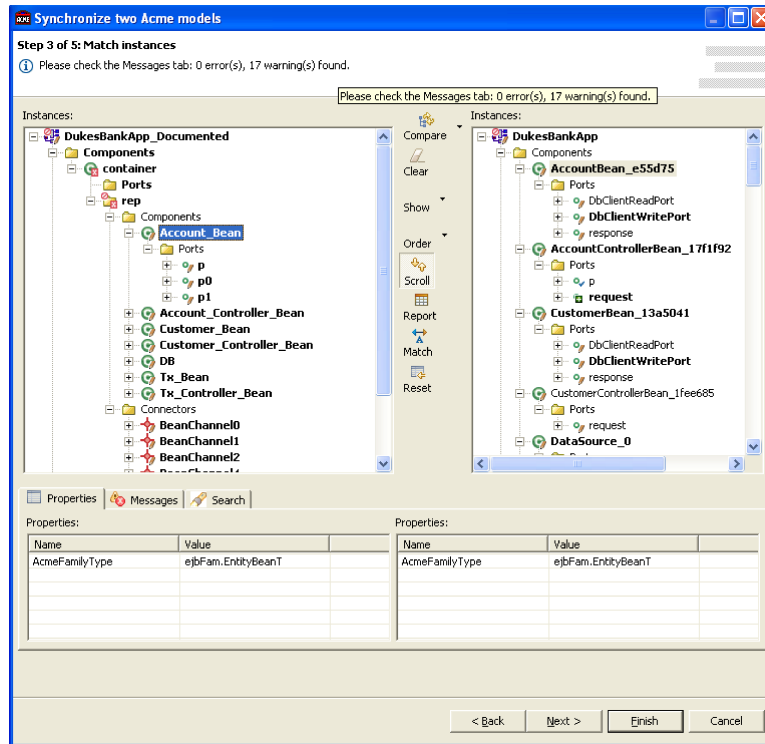 ACME Synchronize two Acme models
Step 3 of 5: Match instances
Please check the Messages tab: 0 error(s), 17 warning(s) found.
Please check the Messages tab: 0 error(s), 17 warning(s) found.
Instances:
DukesBankApp_Documented
Components
container
Ports
rep
Components
Account_Bean
Ports
p
p0
p1
Account_Controller_Bean
Customer_Bean
Customer_Controller_Bean
DB
Tx_Bean
Tx_Controller_Bean
Connectors
BeanChannel0
BeanChannel1
BeanChannel2
Compare
Clear
Show
Order
Scroll
Report
Match
Reset
Instances:
DukesBankApp
Components
AccountBean_e55d75
Ports
DbClientReadPort
DbClientWritePort
response
AccountControllerBean_17f1f92
Ports
p
request
CustomerBean_13a5041
Ports
DbClientReadPort
DbClientWritePort
response
CustomerControllerBean_1fee685
Ports
request
DataSource_0
Properties Messages Search
Properties:
Name Value
AcmeFamilyType ejbFam.EntityBeanT
Properties:
Name Value
AcmeFamilyType ejbFam.EntityBeanT
< Back Next > Finish Cancel